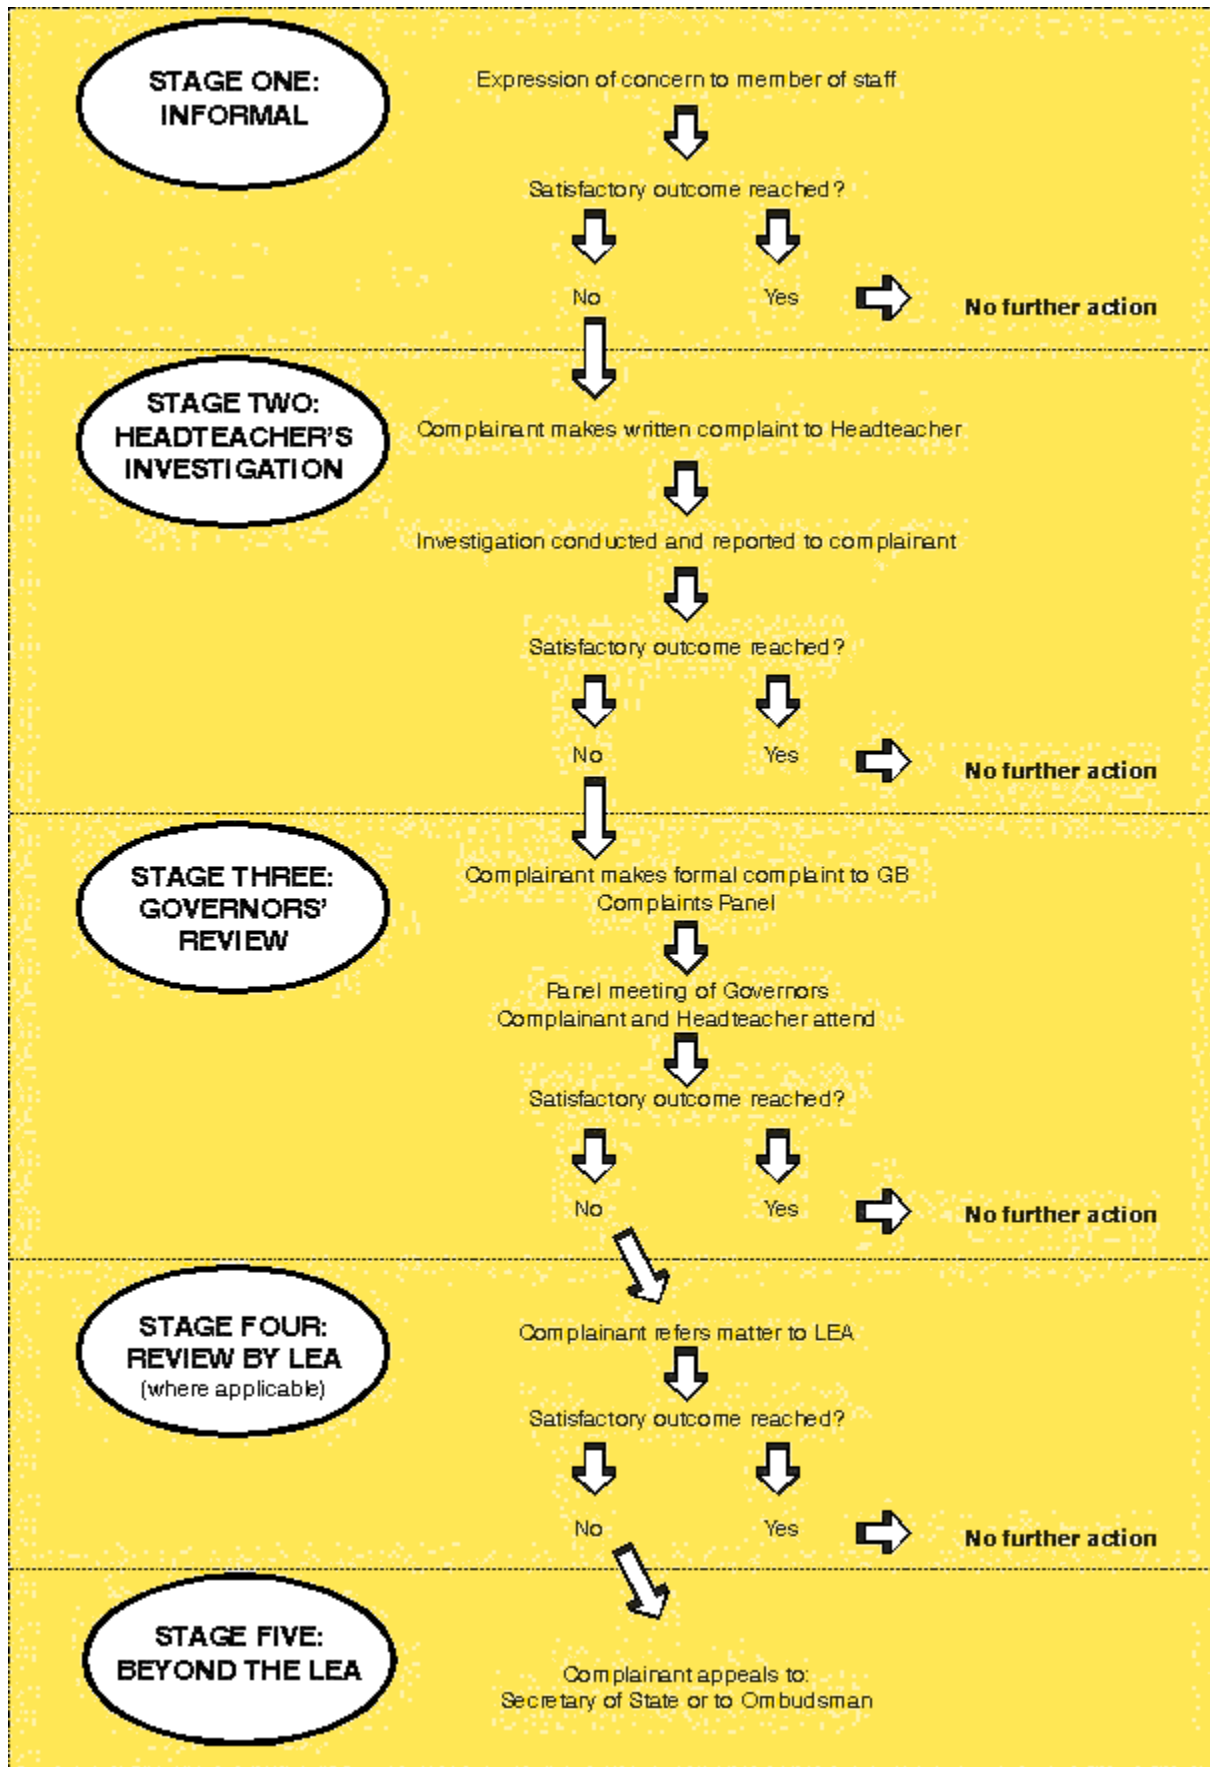 STAGE ONE:
INFORMAL
Expression of concern to member of staff
Satisfactory outcome reached?
No
Yes
No further action
STAGE TWO:
HEADTEACHER'S
INVESTIGATION
Complainant makes written complaint to Headteacher
Investigation conducted and reported to complainant
Satisfactory outcome reached?
No
Yes
No further action
STAGE THREE:
GOVERNORS'
REVIEW
Complainant makes formal complaint to GB
Complaints Panel
Panel meeting of Governors
Complainant and Headteacher attend
Satisfactory outcome reached?
No
Yes
No further action
STAGE FOUR:
REVIEW BY LEA
(where applicable)
Complainant refers matter to LEA
Satisfactory outcome reached?
No
Yes
No further action
STAGE FIVE:
BEYOND THE LEA
Complainant appeals to:
Secretary of State or to Ombudsman